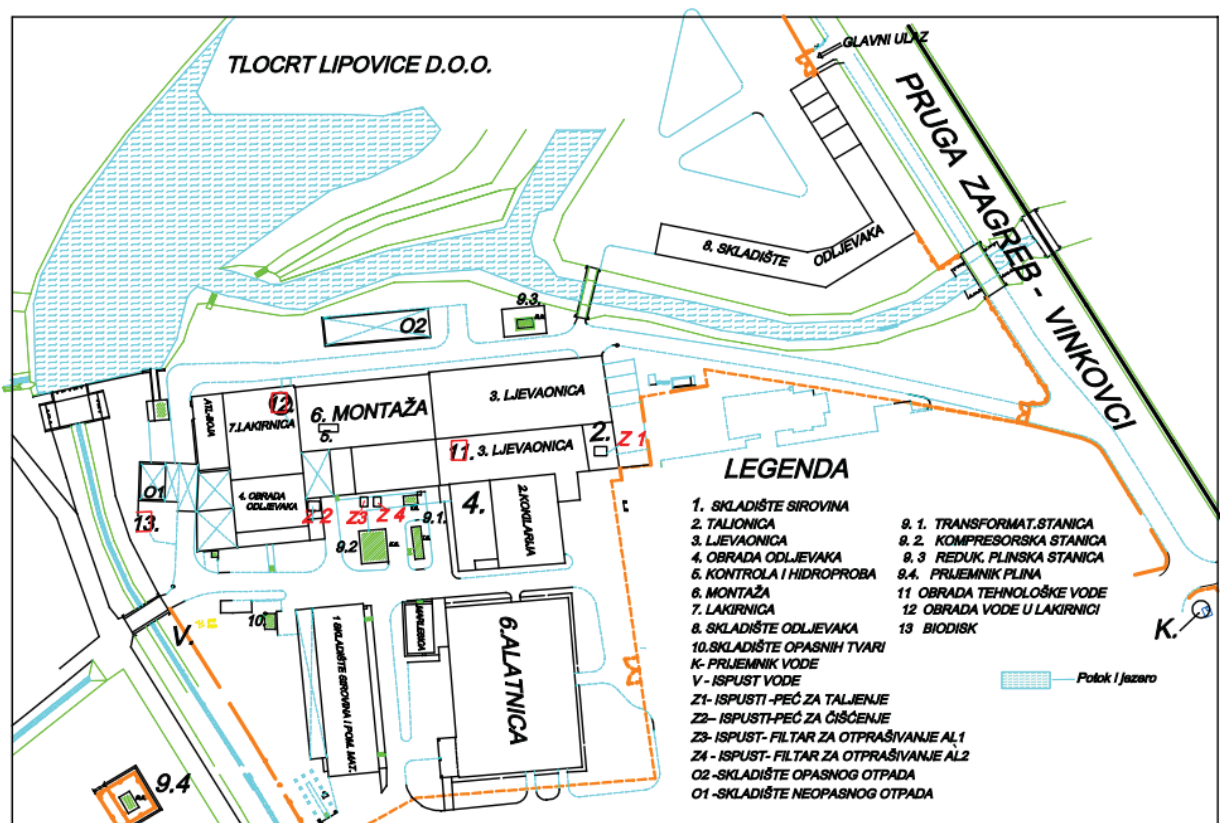 TLOCRT LIPOVICE D.O.O.
GLAVNI ULAZ
PRUGA ZAGREB - VINKOVCI
8. SKLADIŠTE ODLJEVAKA
9.3.
O2
12.
7.LAKIRNICA
6. MONTAŽA
5.
3. LJEVAONICA
11.
3. LJEVAONICA
2.
Z 1
O1
13.
4. OBRADA
ODLJEVAKA
Z 2
Z3
Z 4
9.1.
9.2
4.
2.KOKILARIJA
10.
V.
1 SKLADIŠTE SIROVINA I POM. MAT.
6.ALATNICA
9.4
K.
LEGENDA
1. SKLADIŠTE SIROVINA
2. TALIONICA
3. LJEVAONICA
4. OBRADA ODLJEVAKA
5. KONTROLA I HIDROPROBA
6. MONTAŽA
7. LAKIRNICA
8. SKLADIŠTE ODLJEVAKA
10.SKLADIŠTE OPASNIH TVARI
K- PRIJEMNIK VODE
V - ISPUST VODE
Z1- ISPUSTI -PEĆ ZA TALJENJE
Z2– ISPUSTI-PEĆ ZA ČIŠĆENJE
Z3- ISPUST- FILTAR ZA OTPRAŠIVANJE AL1
Z4 - ISPUST- FILTAR ZA OTPRAŠIVANJE AL2
O2 -SKLADIŠTE OPASNOG OTPADA
O1 -SKLADIŠTE NEOPASNOG OTPADA
9. 1. TRANSFORMAT.STANICA
9. 2. KOMPRESORSKA STANICA
9. 3 REDUK. PLINSKA STANICA
9.4. PRIJEMNIK PLINA
11 OBRADA TEHNOLOŠKE VODE
12 OBRADA VODE U LAKIRNICI
13 BIODISK
Potok i jezero